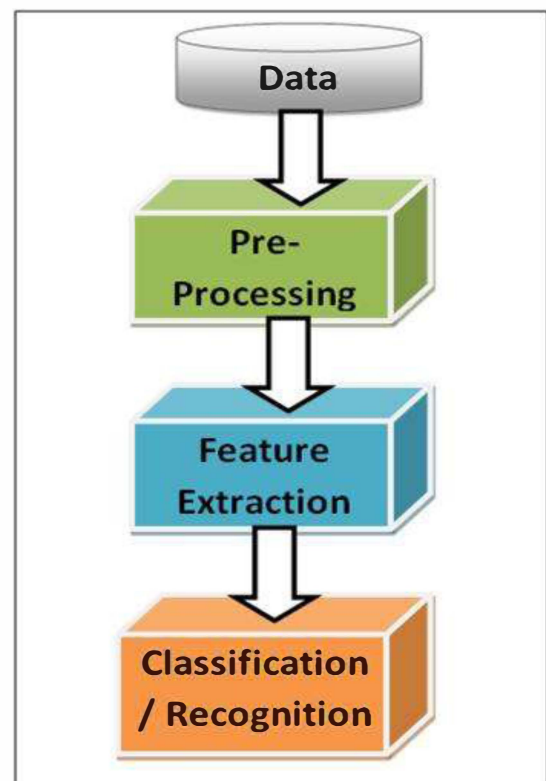 Data
Pre-
Processing
Feature
Extraction
Classification
/ Recognition